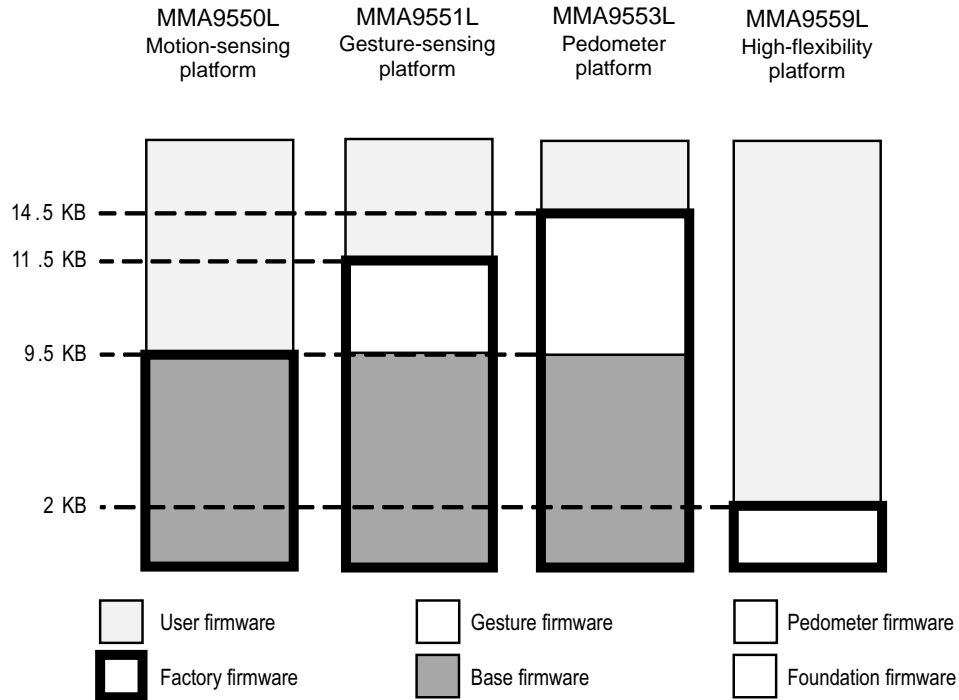 MMA9550L
Motion-sensing
platform
MMA9551L
Gesture-sensing
platform
MMA9553L
Pedometer
platform
MMA9559L
High-flexibility
platform
14.5 KB
11.5 KB
9.5 KB
2 KB
User firmware
Gesture firmware
Pedometer firmware
Factory firmware
Base firmware
Foundation firmware